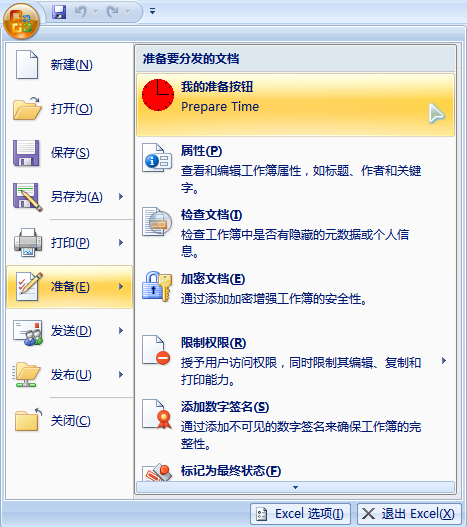 新建(N)
打开(O)
保存(S)
另存为(A)
打印(P)
准备(E)
发送(D)
发布(U)
关闭(C)
准备要分发的文档
我的准备按钮
Prepare Time
属性(P)
查看和编辑工作簿属性，如标题、作者和关键
字。
检查文档(I)
检查工作簿中是否有隐藏的元数据或个人信
息。
加密文档(E)
通过添加加密增强工作簿的安全性。
限制权限(R)
授予用户访问权限，同时限制其编辑、复制和
打印能力。
添加数字签名(S)
通过添加不可见的数字签名来确保工作簿的完
整性。
标记为最终状态(F)
Excel 选项(I)
退出 Excel(X)